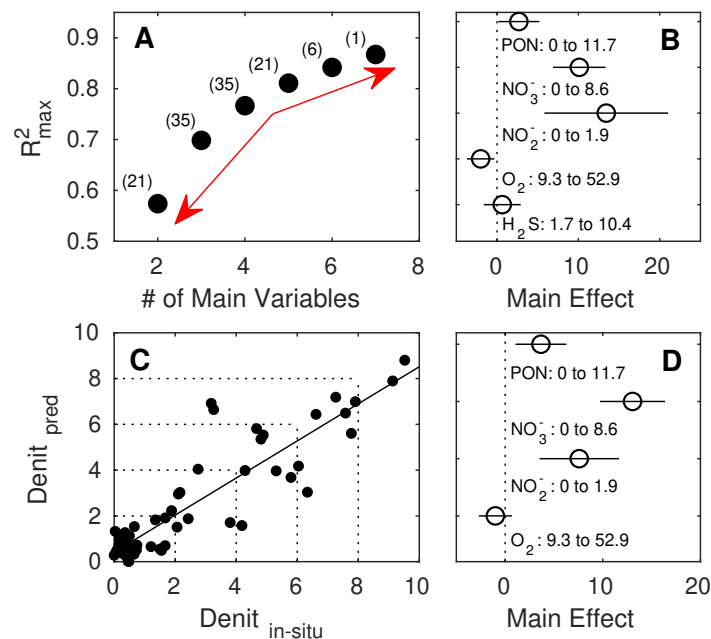 A
0.9
0.8
0.7
0.6
0.5
R²max
(21)
(35)
(35)
(21)
(6)
(1)
2
4
6
8
# of Main Variables
B
PON: 0 to 11.7
NO₃⁻: 0 to 8.6
NO₂⁻: 0 to 1.9
O₂: 9.3 to 52.9
H₂S: 1.7 to 10.4
0
10
20
Main Effect
C
10
8
6
4
2
0
Denit pred
0
2
4
6
8
10
Denit in-situ
D
PON: 0 to 11.7
NO₃⁻: 0 to 8.6
NO₂⁻: 0 to 1.9
O₂: 9.3 to 52.9
0
10
20
Main Effect